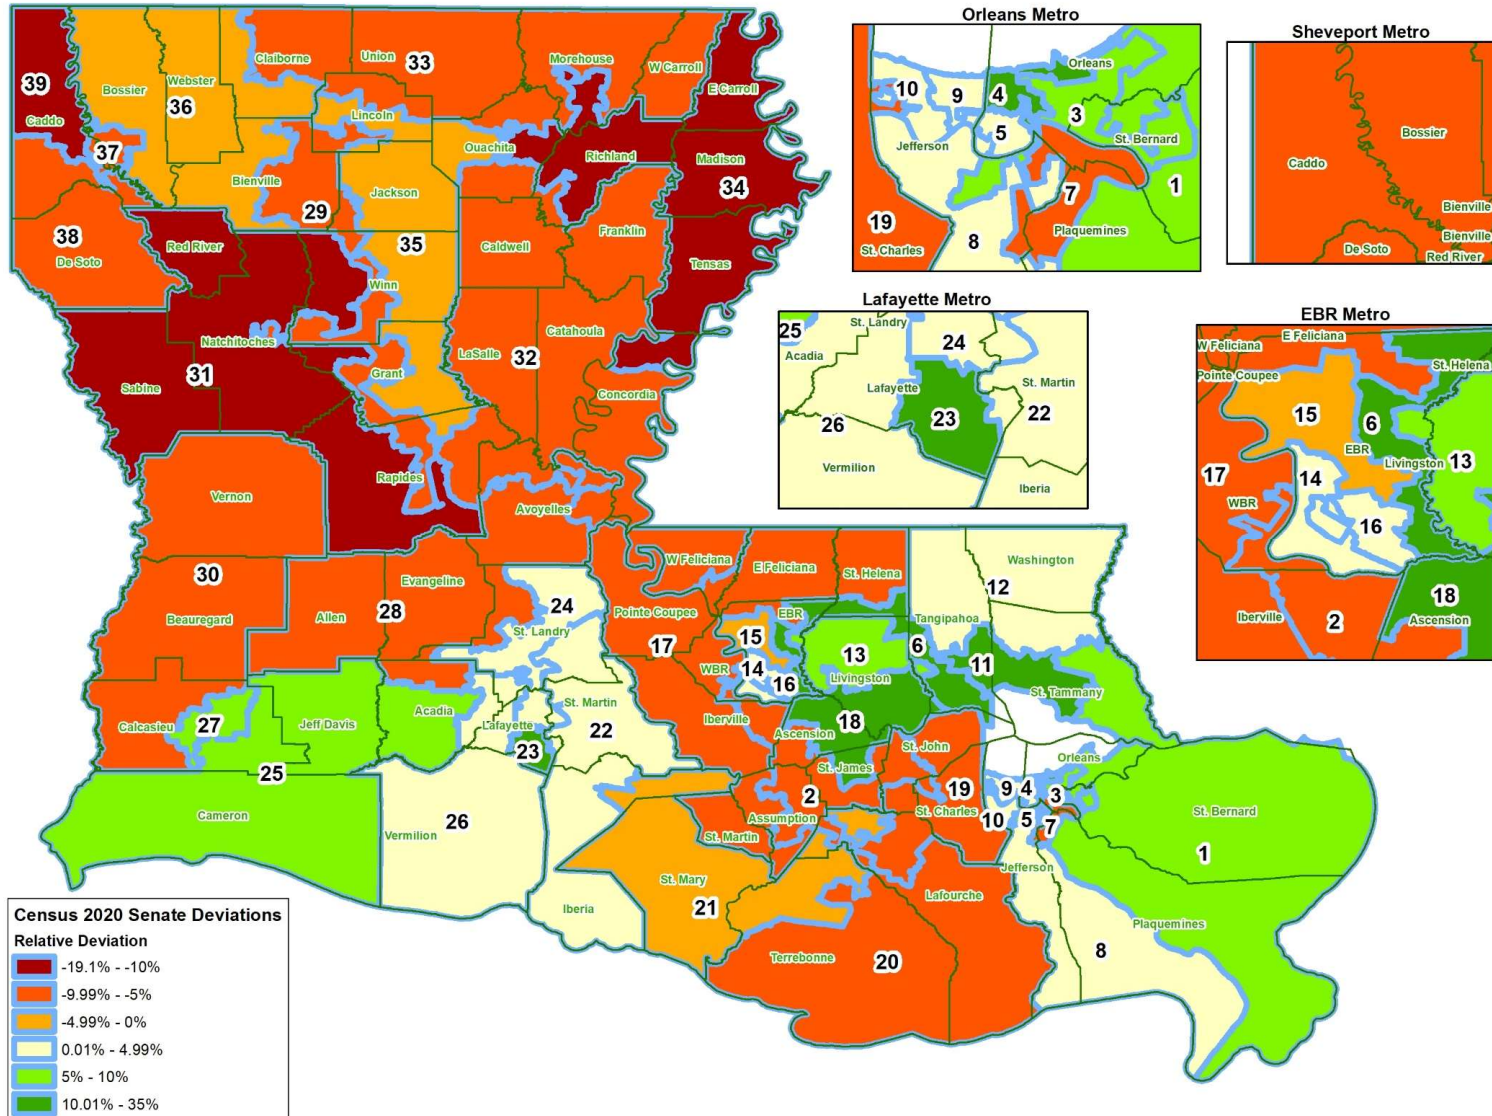 Orleans Metro
Sheveport Metro
Orleans
10
9
4
3
5
Jefferson
St. Bernard
7
1
19
St. Charles
8
Plaquemines
Bossier
Caddo
Bienville
Bienville
De Soto
Red River
Lafayette Metro
25
St. Landry
24
Acadia
Lafayette
St. Martin
23
22
26
Vermilion
Iberia
EBR Metro
W Feliciana
E Feliciana
Pointe Coupee
St. Helena
15
6
EBR
Livingston
13
17
14
WBR
16
18
Iberville
2
Ascension
39
Bossier
Webster
36
Claiborne
Union
33
Morehouse
W Carroll
E Carroll
Caddo
37
Lincoln
Ouachita
Richland
Madison
34
Bienville
Jackson
29
38
De Soto
Red River
35
Caldwell
Franklin
Tensas
Winn
Natchitoches
Catahoula
LaSalle
32
Grant
31
Sabine
Concordia
Rapides
Vernon
Avoyelles
30
Beauregard
Allen
28
Evangeline
24
St. Landry
W Feliciana
E Feliciana
St. Helena
Washington
12
Pointe Coupee
EBR
Tangipahoa
17
15
13
6
14
WBR
16
Livingston
11
St. Tammany
27
Calcasieu
Jeff Davis
Acadia
St. Martin
Lafayette
22
23
Iberville
Ascension
18
St. John
St. James
Orleans
25
Cameron
Vermilion
26
2
Assumption
St. Martin
19
St. Charles
9
4
3
10
5
7
St. Bernard
1
Jefferson
St. Mary
21
Iberia
Lafourche
Plaquemines
8
Terrebonne
20
Census 2020 Senate Deviations
Relative Deviation
-19.1% - -10%
-9.99% - -5%
-4.99% - 0%
0.01% - 4.99%
5% - 10%
10.01% - 35%